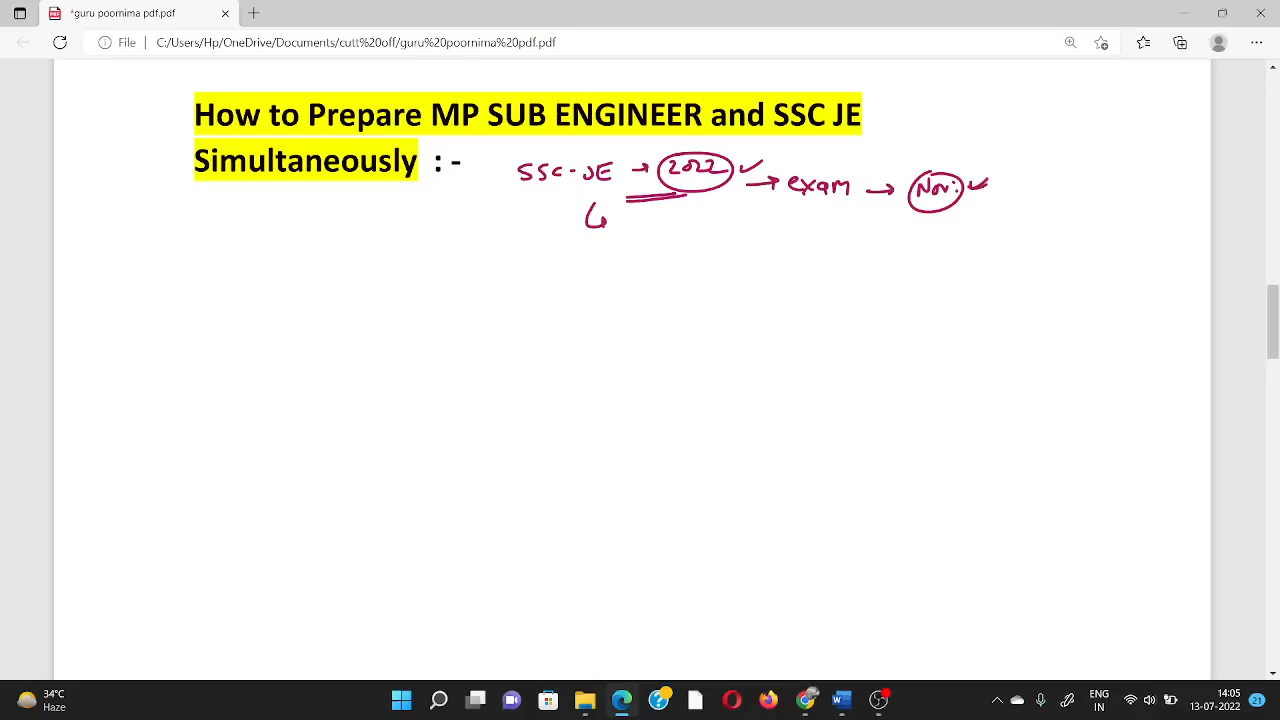 *guru poornima pdf.pdf
File | C:/Users/Hp/OneDrive/Documents/cutt%20off/guru%20poornima%20pdf.pdf
How to Prepare MP SUB ENGINEER and SSC JE
Simultaneously : -
SSC-JE → 2022 ✓ → exam → Nov: ✓
34°C
Haze
ENG
IN
14:05
13-07-2022
21